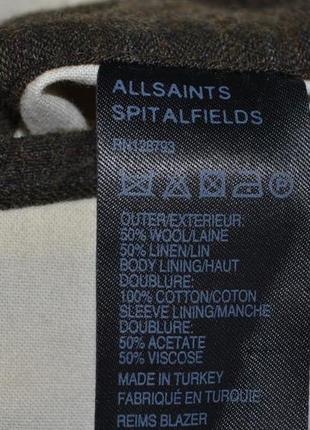 ALLSAINTS
SPITALFIELDS
RN128793
OUTER/EXTERIEUR:
50% WOOL/LAINE
50% LINEN/LIN
BODY LINING/HAUT
DOUBLURE:
100% COTTON/COTON
SLEEVE LINING/MANCHE
DOUBLURE:
50% ACETATE
50% VISCOSE
MADE IN TURKEY
FABRIQUÉ EN TURQUIE
REIMS BLAZER